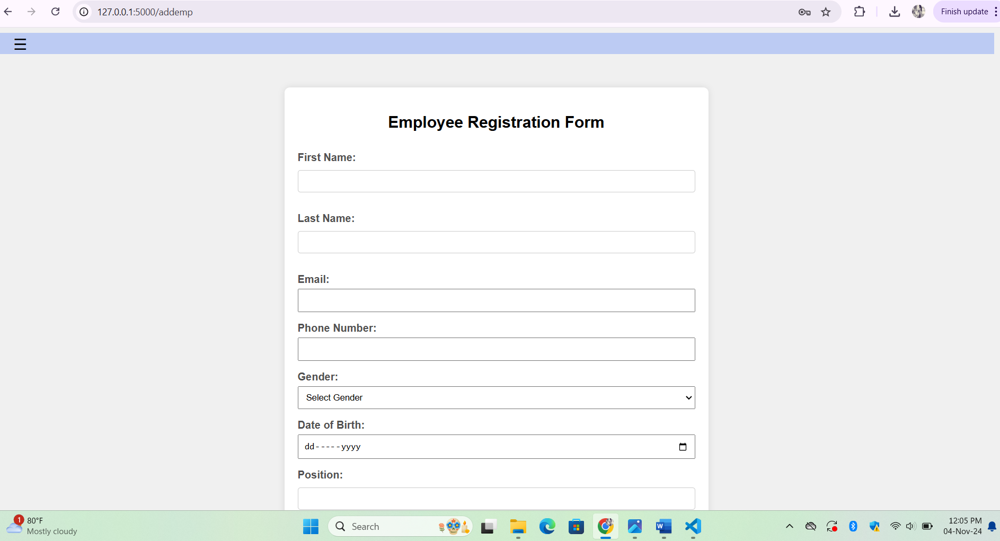 127.0.0.1:5000/addemp
Finish update
Employee Registration Form
First Name:
Last Name:
Email:
Phone Number:
Gender:
Select Gender
Date of Birth:
dd-----yyyy
Position:
1
80°F
Mostly cloudy
Search
W
12:05 PM
04-Nov-24